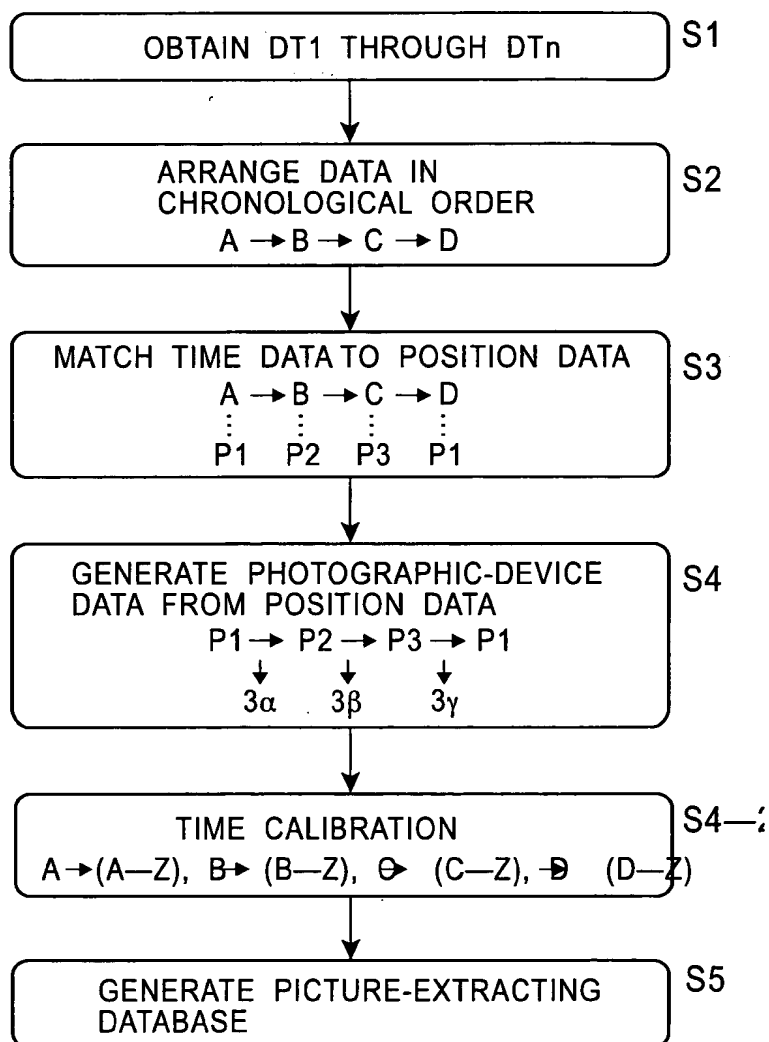 OBTAIN DT1 THROUGH DTn S1
ARRANGE DATA IN
CHRONOLOGICAL ORDER
A → B → C → D
S2
MATCH TIME DATA TO POSITION DATA S3
A → B → C → D
P1 P2 P3 P1
GENERATE PHOTOGRAPHIC-DEVICE
DATA FROM POSITION DATA
S4
P1 → P2 → P3 → P1
3α 3β 3γ
TIME CALIBRATION S4—
A → (A—Z), B → (B—Z), C → (C—Z), D → (D—Z)
GENERATE PICTURE-EXTRACTING
DATABASE
S5